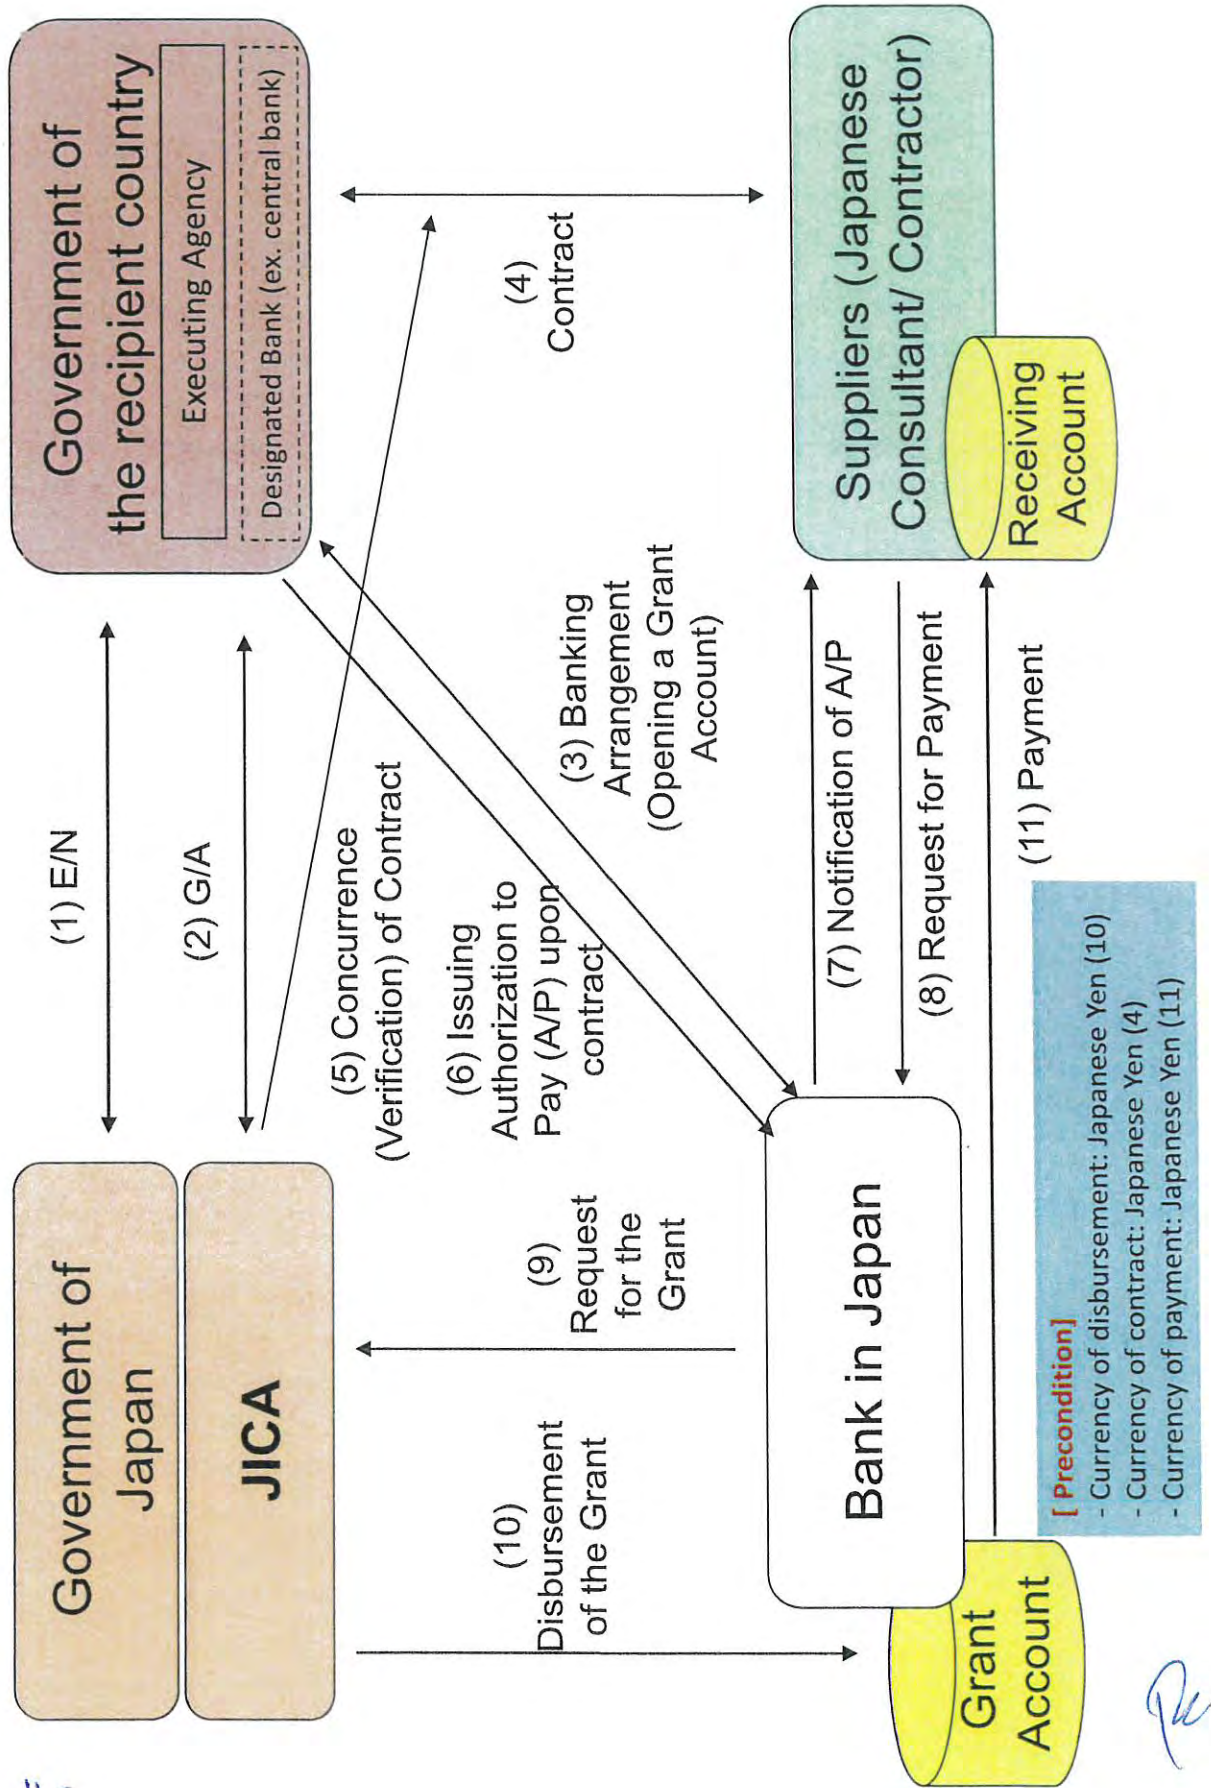 Government of
Japan
JICA
(1) E/N
(2) G/A
Government of
the recipient country
Executing Agency
Designated Bank (ex. central bank)
(5) Concurrence
(Verification) of Contract
(6) Issuing
Authorization to
Pay (A/P) upon
contract
(3) Banking
Arrangement
(Opening a Grant
Account)
(4)
Contract
(10)
Disbursement
of the Grant
(9)
Request
for the
Grant
Bank in Japan
Grant
Account
(7) Notification of A/P
(8) Request for Payment
(11) Payment
Suppliers (Japanese
Consultant/ Contractor)
Receiving
Account
[ Precondition]
- Currency of disbursement: Japanese Yen (10)
- Currency of contract: Japanese Yen (4)
- Currency of payment: Japanese Yen (11)